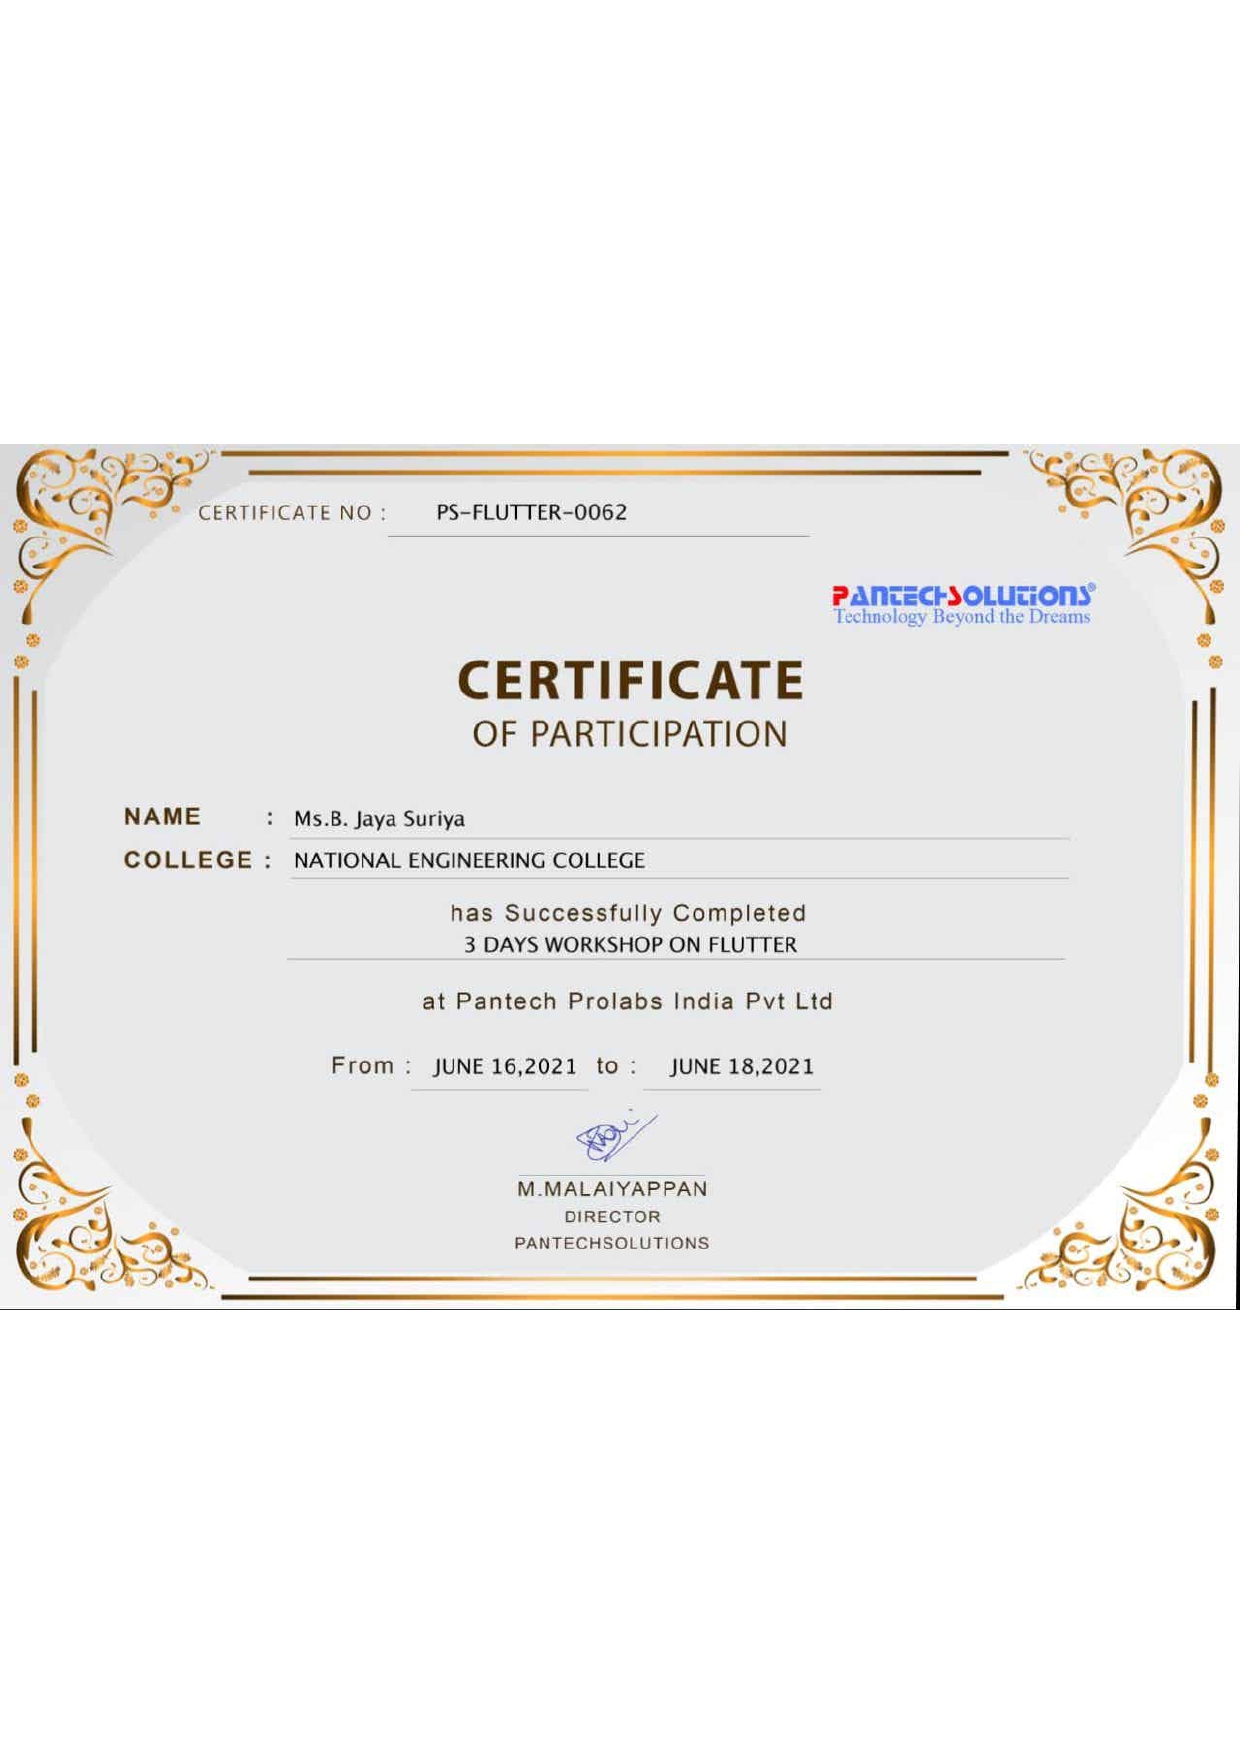 CERTIFICATE NO : PS-FLUTTER-0062
PANTECHSOLUTIONS®
Technology Beyond the Dreams
CERTIFICATE
OF PARTICIPATION
NAME : Ms.B. Jaya Suriya
COLLEGE : NATIONAL ENGINEERING COLLEGE
has Successfully Completed
3 DAYS WORKSHOP ON FLUTTER
at Pantech Prolabs India Pvt Ltd
From : JUNE 16,2021 to : JUNE 18,2021
M.MALAIYAPPAN
DIRECTOR
PANTECHSOLUTIONS